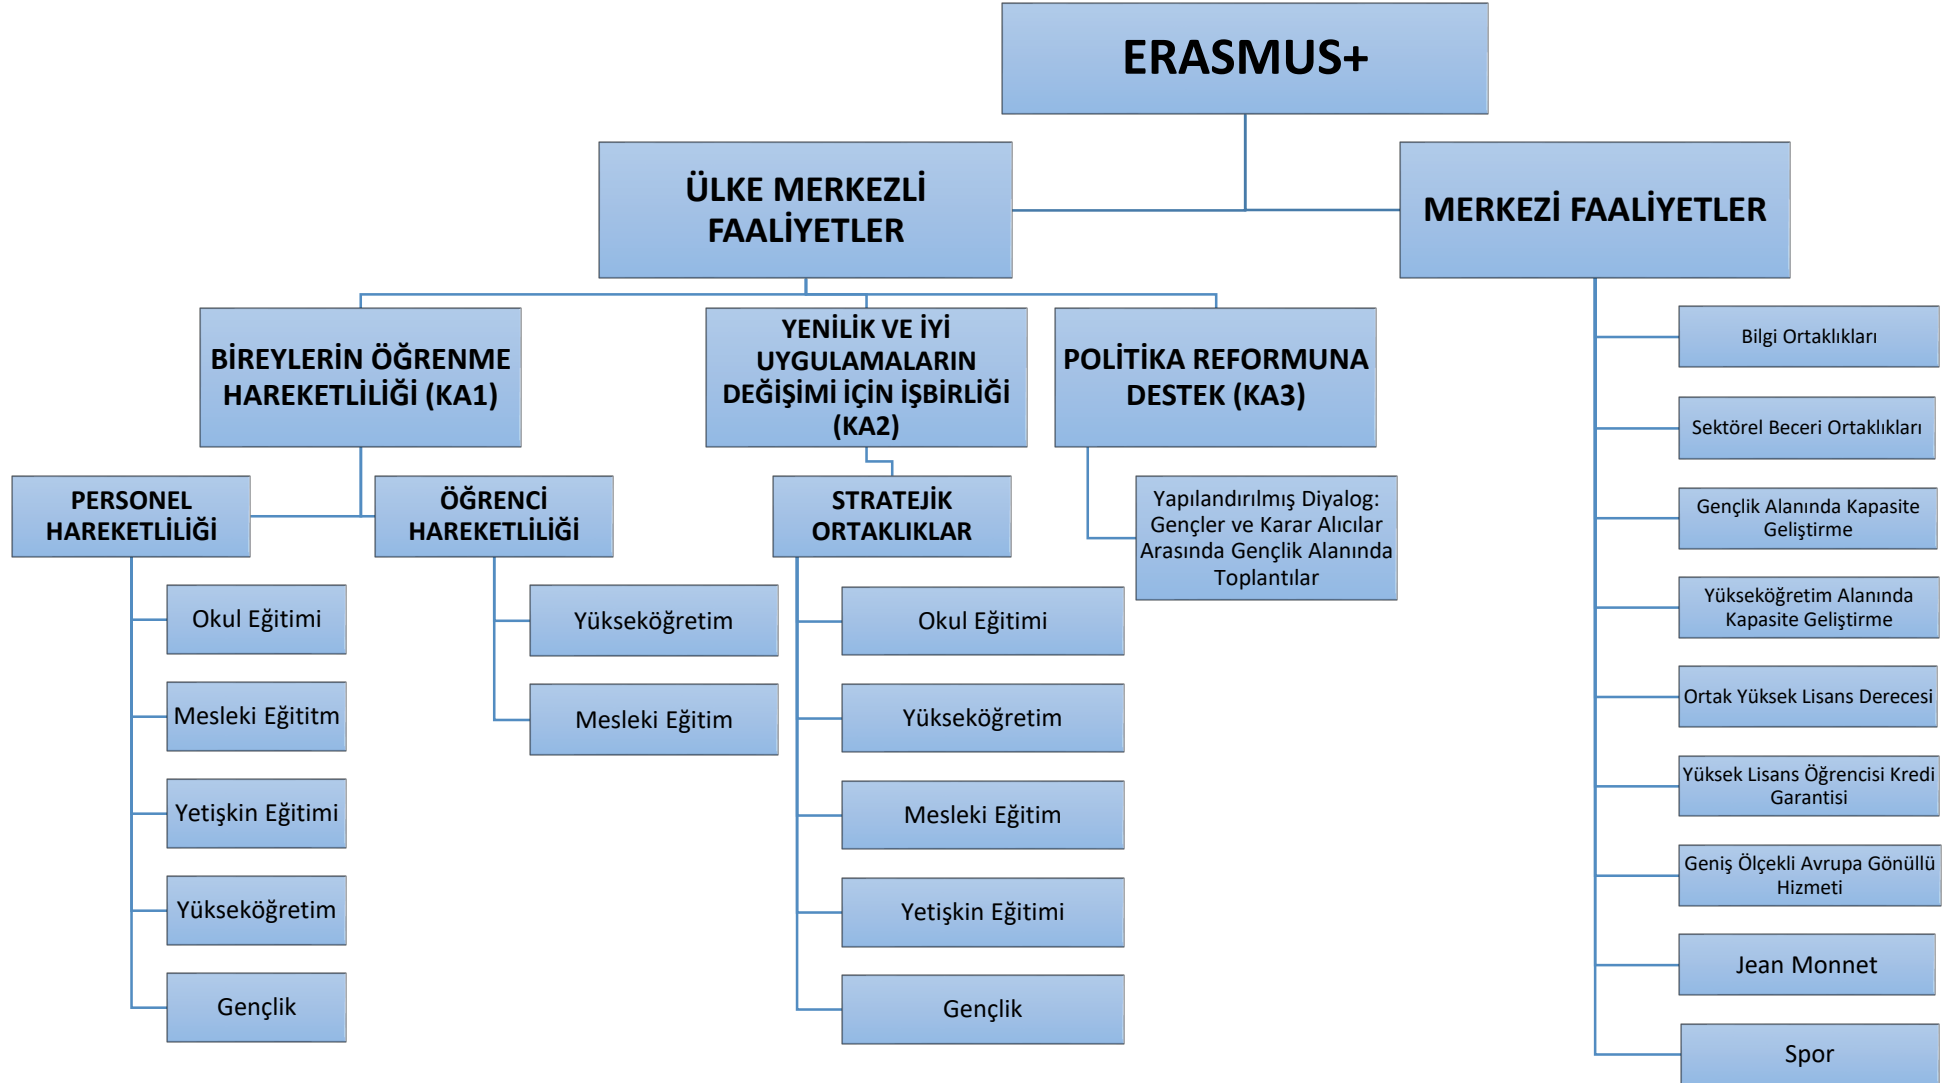 ERASMUS+
ÜLKE MERKEZLİ
FAALİYETLER
MERKEZİ FAALİYETLER
BİREYLERİN ÖĞRENME
HAREKETLİLİĞİ (KA1)
YENİLİK VE İYİ
UYGULAMALARIN
DEĞİŞİMİ İÇİN İŞBİRLİĞİ
(KA2)
POLİTİKA REFORMUNA
DESTEK (KA3)
PERSONEL
HAREKETLİLİĞİ
Okul Eğitimi
Mesleki Eğititm
Yetişkin Eğitimi
Yükseköğretim
Gençlik
ÖĞRENCİ
HAREKETLİLİĞİ
Yükseköğretim
Mesleki Eğitim
STRATEJİK
ORTAKLIKLAR
Okul Eğitimi
Yükseköğretim
Mesleki Eğitim
Yetişkin Eğitimi
Gençlik
Yapılandırılmış Diyalog:
Gençler ve Karar Alıcılar
Arasında Gençlik Alanında
Toplantılar
Bilgi Ortaklıkları
Sektörel Beceri Ortaklıkları
Gençlik Alanında Kapasite
Geliştirme
Yükseköğretim Alanında
Kapasite Geliştirme
Ortak Yüksek Lisans Derecesi
Yüksek Lisans Öğrencisi Kredi
Garantisi
Geniş Ölçekli Avrupa Gönüllü
Hizmeti
Jean Monnet
Spor